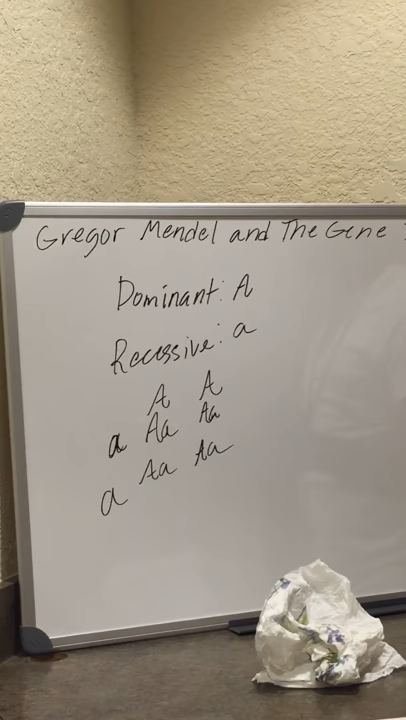 Gregor Mendel and The Gene
Dominant: A
Recessive: a
A A
a Aa Aa
a Aa Aa